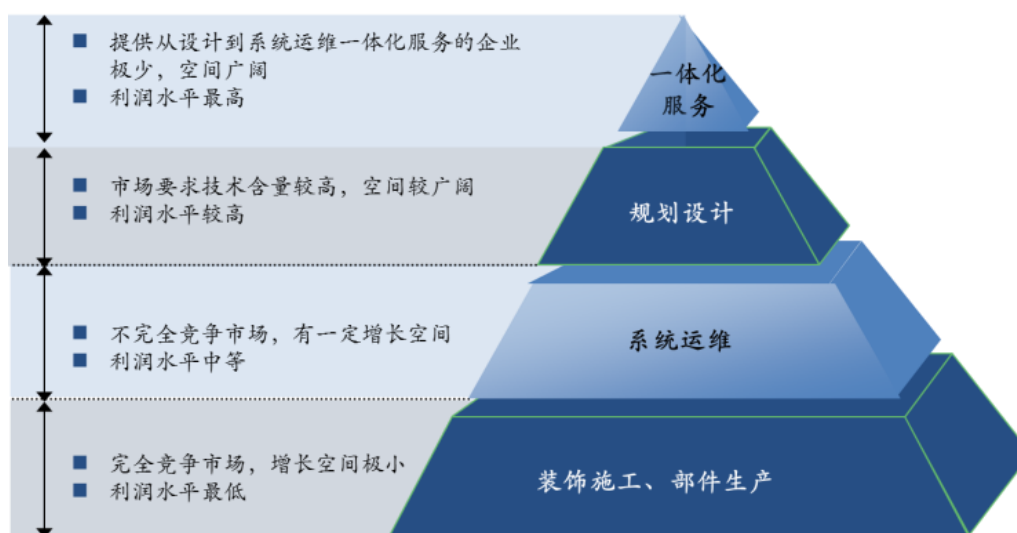 提供从设计到系统运维一体化服务的企业
极少，空间广阔
利润水平最高
一体化
服务
市场要求技术含量较高，空间较广阔
利润水平较高
规划设计
不完全竞争市场，有一定增长空间
利润水平中等
系统运维
完全竞争市场，增长空间极小
利润水平最低
装饰施工、部件生产